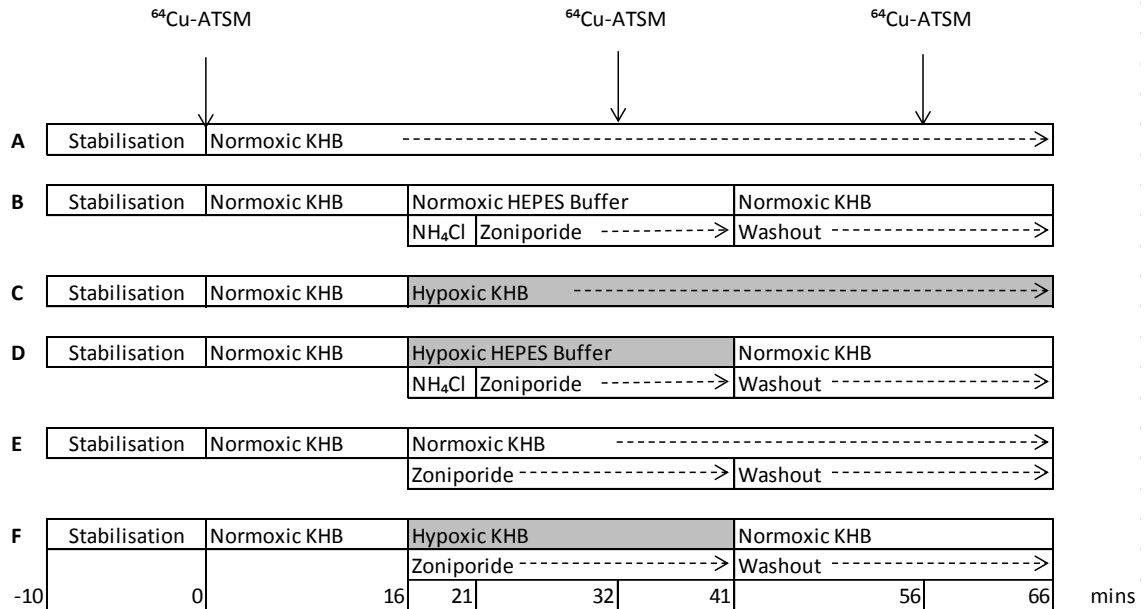 ⁶⁴Cu-ATSM ⁶⁴Cu-ATSM ⁶⁴Cu-ATSM
A Stabilisation Normoxic KHB
B Stabilisation Normoxic KHB Normoxic HEPES Buffer Normoxic KHB
NH₄Cl Zoniporide Washout
C Stabilisation Normoxic KHB Hypoxic KHB
D Stabilisation Normoxic KHB Hypoxic HEPES Buffer Normoxic KHB
NH₄Cl Zoniporide Washout
E Stabilisation Normoxic KHB Normoxic KHB
Zoniporide Washout
F Stabilisation Normoxic KHB Hypoxic KHB Normoxic KHB
Zoniporide Washout
-10 0 16 21 32 41 56 66 mins